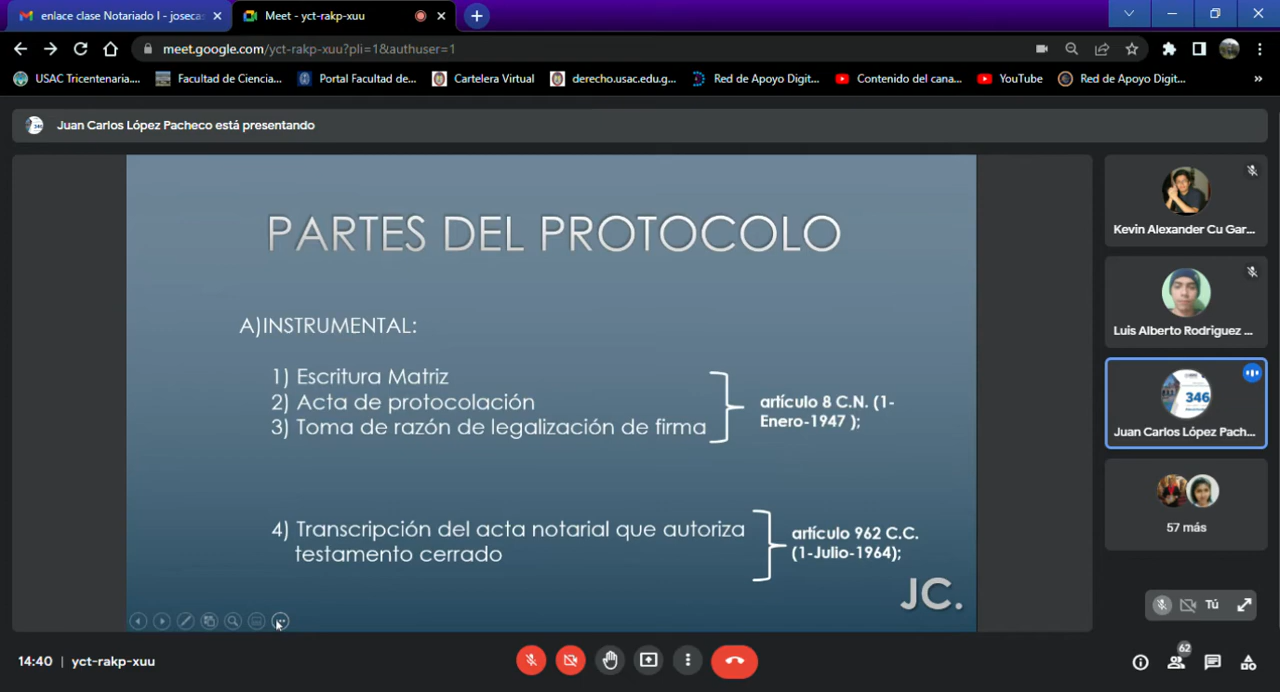 enlace clase Notariado I - joseca
Meet - yct-rakp-xuu
meet.google.com/yct-rakp-xuu?pli=1&authuser=1
USAC Tricentenaria....
Facultad de Ciencia...
Portal Facultad de...
Cartelera Virtual
derecho.usac.edu.g...
Red de Apoyo Digit...
Contenido del cana...
YouTube
Red de Apoyo Digit...
Juan Carlos López Pacheco está presentando
PARTES DEL PROTOCOLO
A)INSTRUMENTAL:
1) Escritura Matriz
2) Acta de protocolación
3) Toma de razón de legalización de firma
artículo 8 C.N. (1-
Enero-1947 );
4) Transcripción del acta notarial que autoriza
testamento cerrado
artículo 962 C.C.
(1-Julio-1964);
JC.
Kevin Alexander Cu Gar...
Luis Alberto Rodriguez ...
346
Juan Carlos López Pach...
57 más
Tú
14:40 | yct-rakp-xuu
62